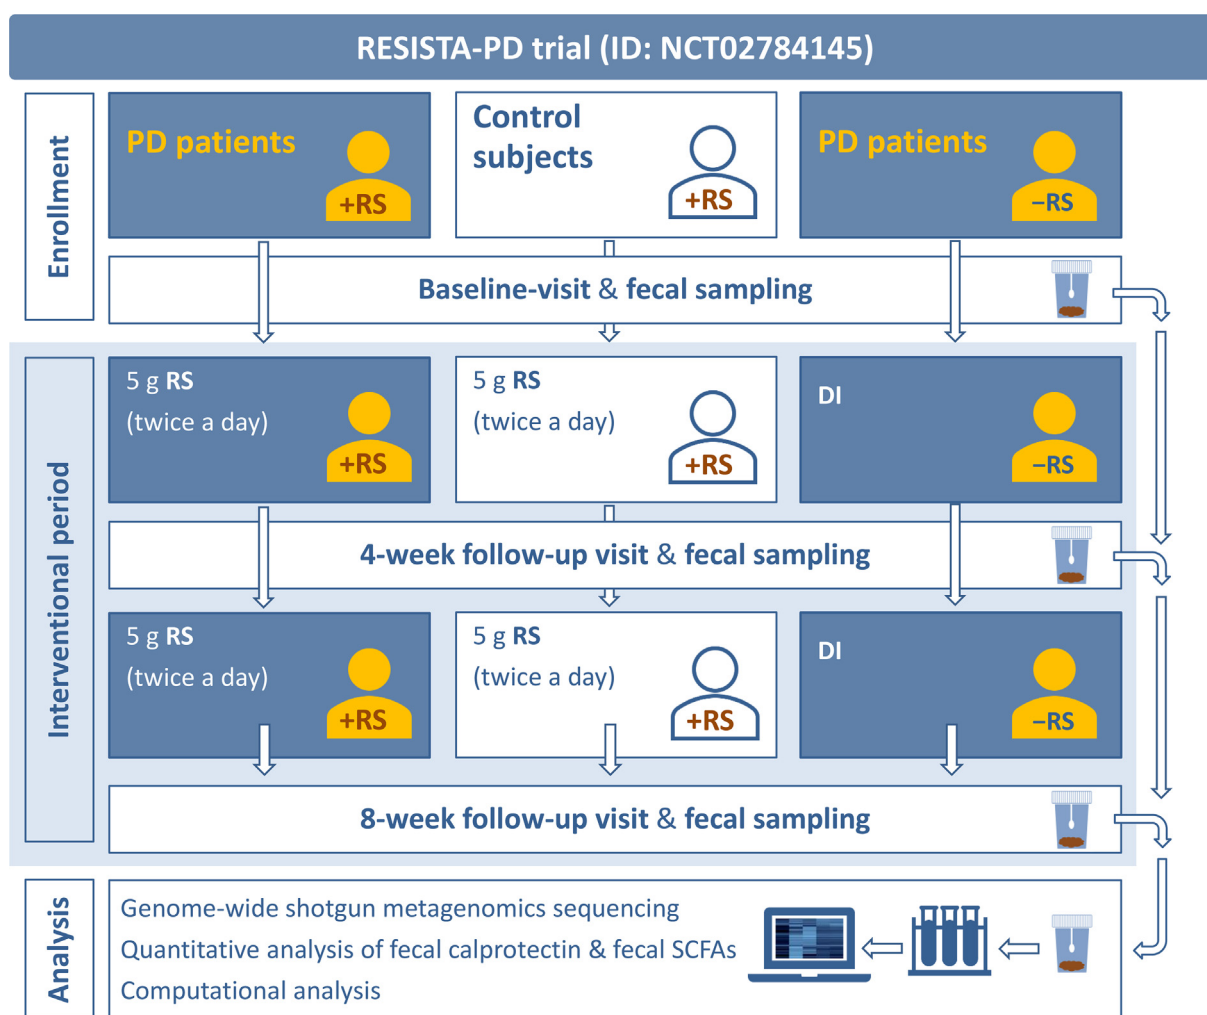 RESISTA-PD trial (ID: NCT02784145)
Enrollment
PD patients
+RS
Control
subjects
+RS
PD patients
–RS
Baseline-visit & fecal sampling
Interventional period
5 g RS
(twice a day)
+RS
5 g RS
(twice a day)
+RS
DI
–RS
4-week follow-up visit & fecal sampling
5 g RS
(twice a day)
+RS
5 g RS
(twice a day)
+RS
DI
–RS
8-week follow-up visit & fecal sampling
Analysis
Genome-wide shotgun metagenomics sequencing
Quantitative analysis of fecal calprotectin & fecal SCFAs
Computational analysis